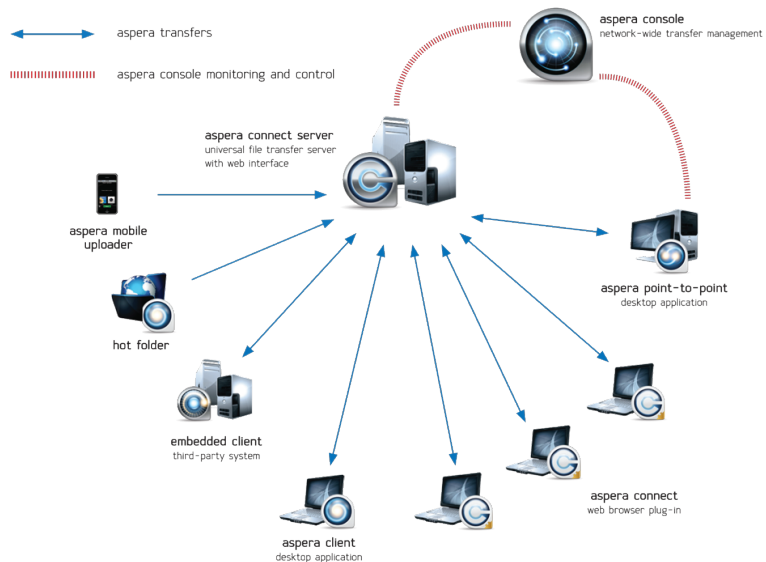 aspera transfers
aspera console monitoring and control
aspera console
network-wide transfer management
aspera connect server
universal file transfer server
with web interface
aspera mobile
uploader
hot folder
embedded client
third-party system
aspera client
desktop application
aspera connect
web browser plug-in
aspera point-to-point
desktop application